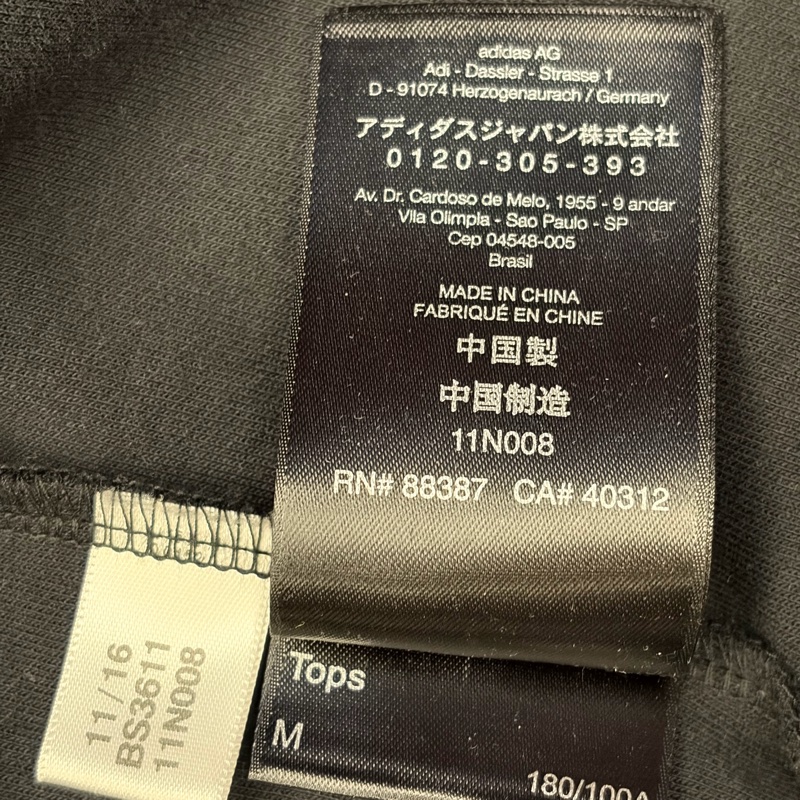 adidas AG
Adi - Dassler - Strasse 1
D - 91074 Herzogenaurach / Germany
アディダスジャパン株式会社
0120-305-393
Av. Dr. Cardoso de Melo, 1955 - 9 andar
Vila Olimpia - Sao Paulo - SP
Cep 04548-005
Brasil
MADE IN CHINA
FABRIQUÉ EN CHINE
中国製
中国制造
11N008
RN# 88387 CA# 40312
11/16
BS3611
11N008
Tops
M
180/100A